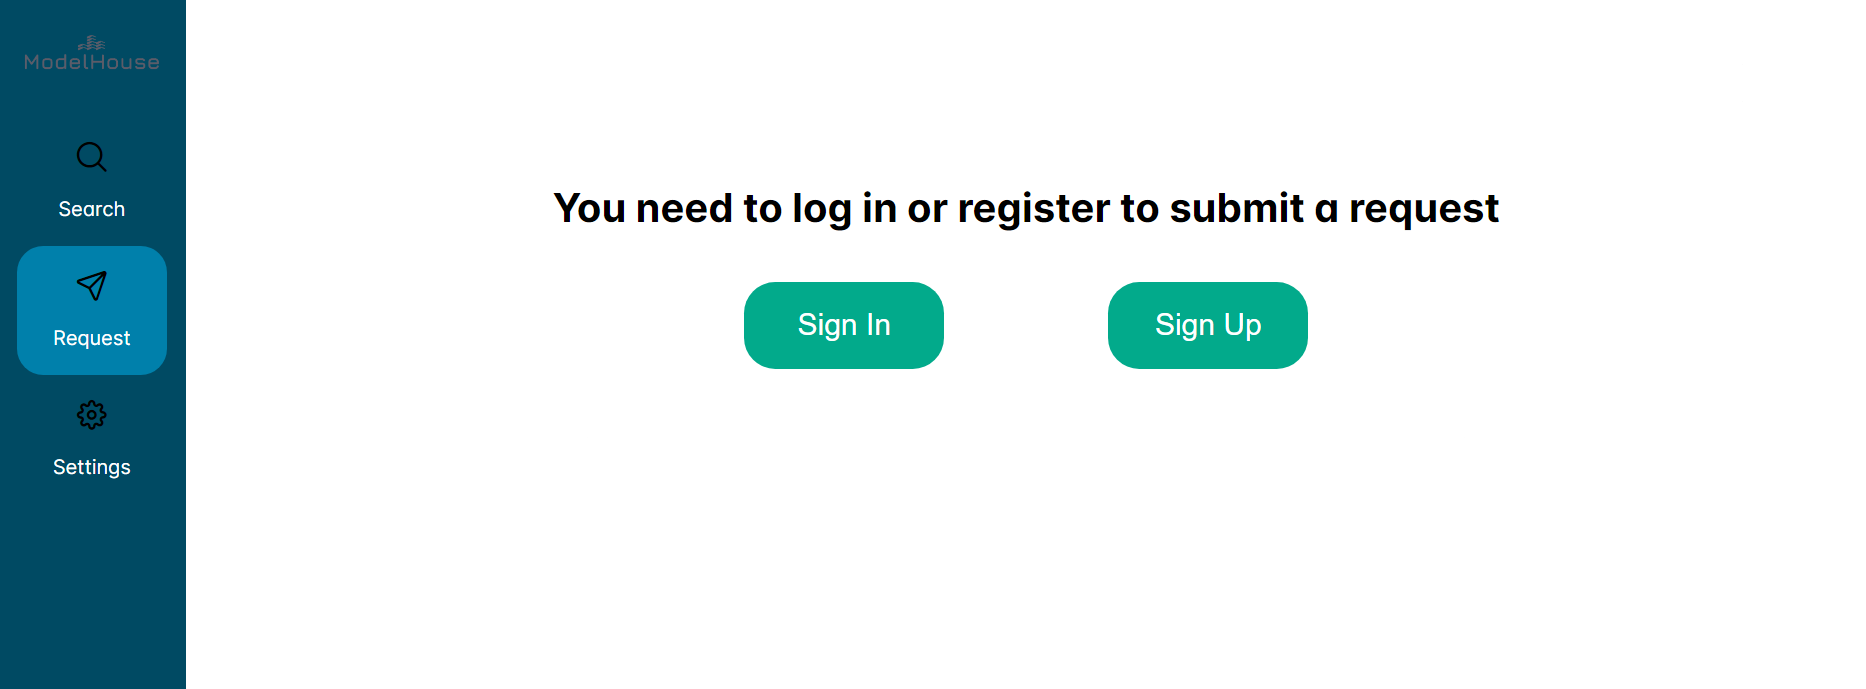 ModelHouse
Search
Request
Settings
You need to log in or register to submit a request
Sign In
Sign Up